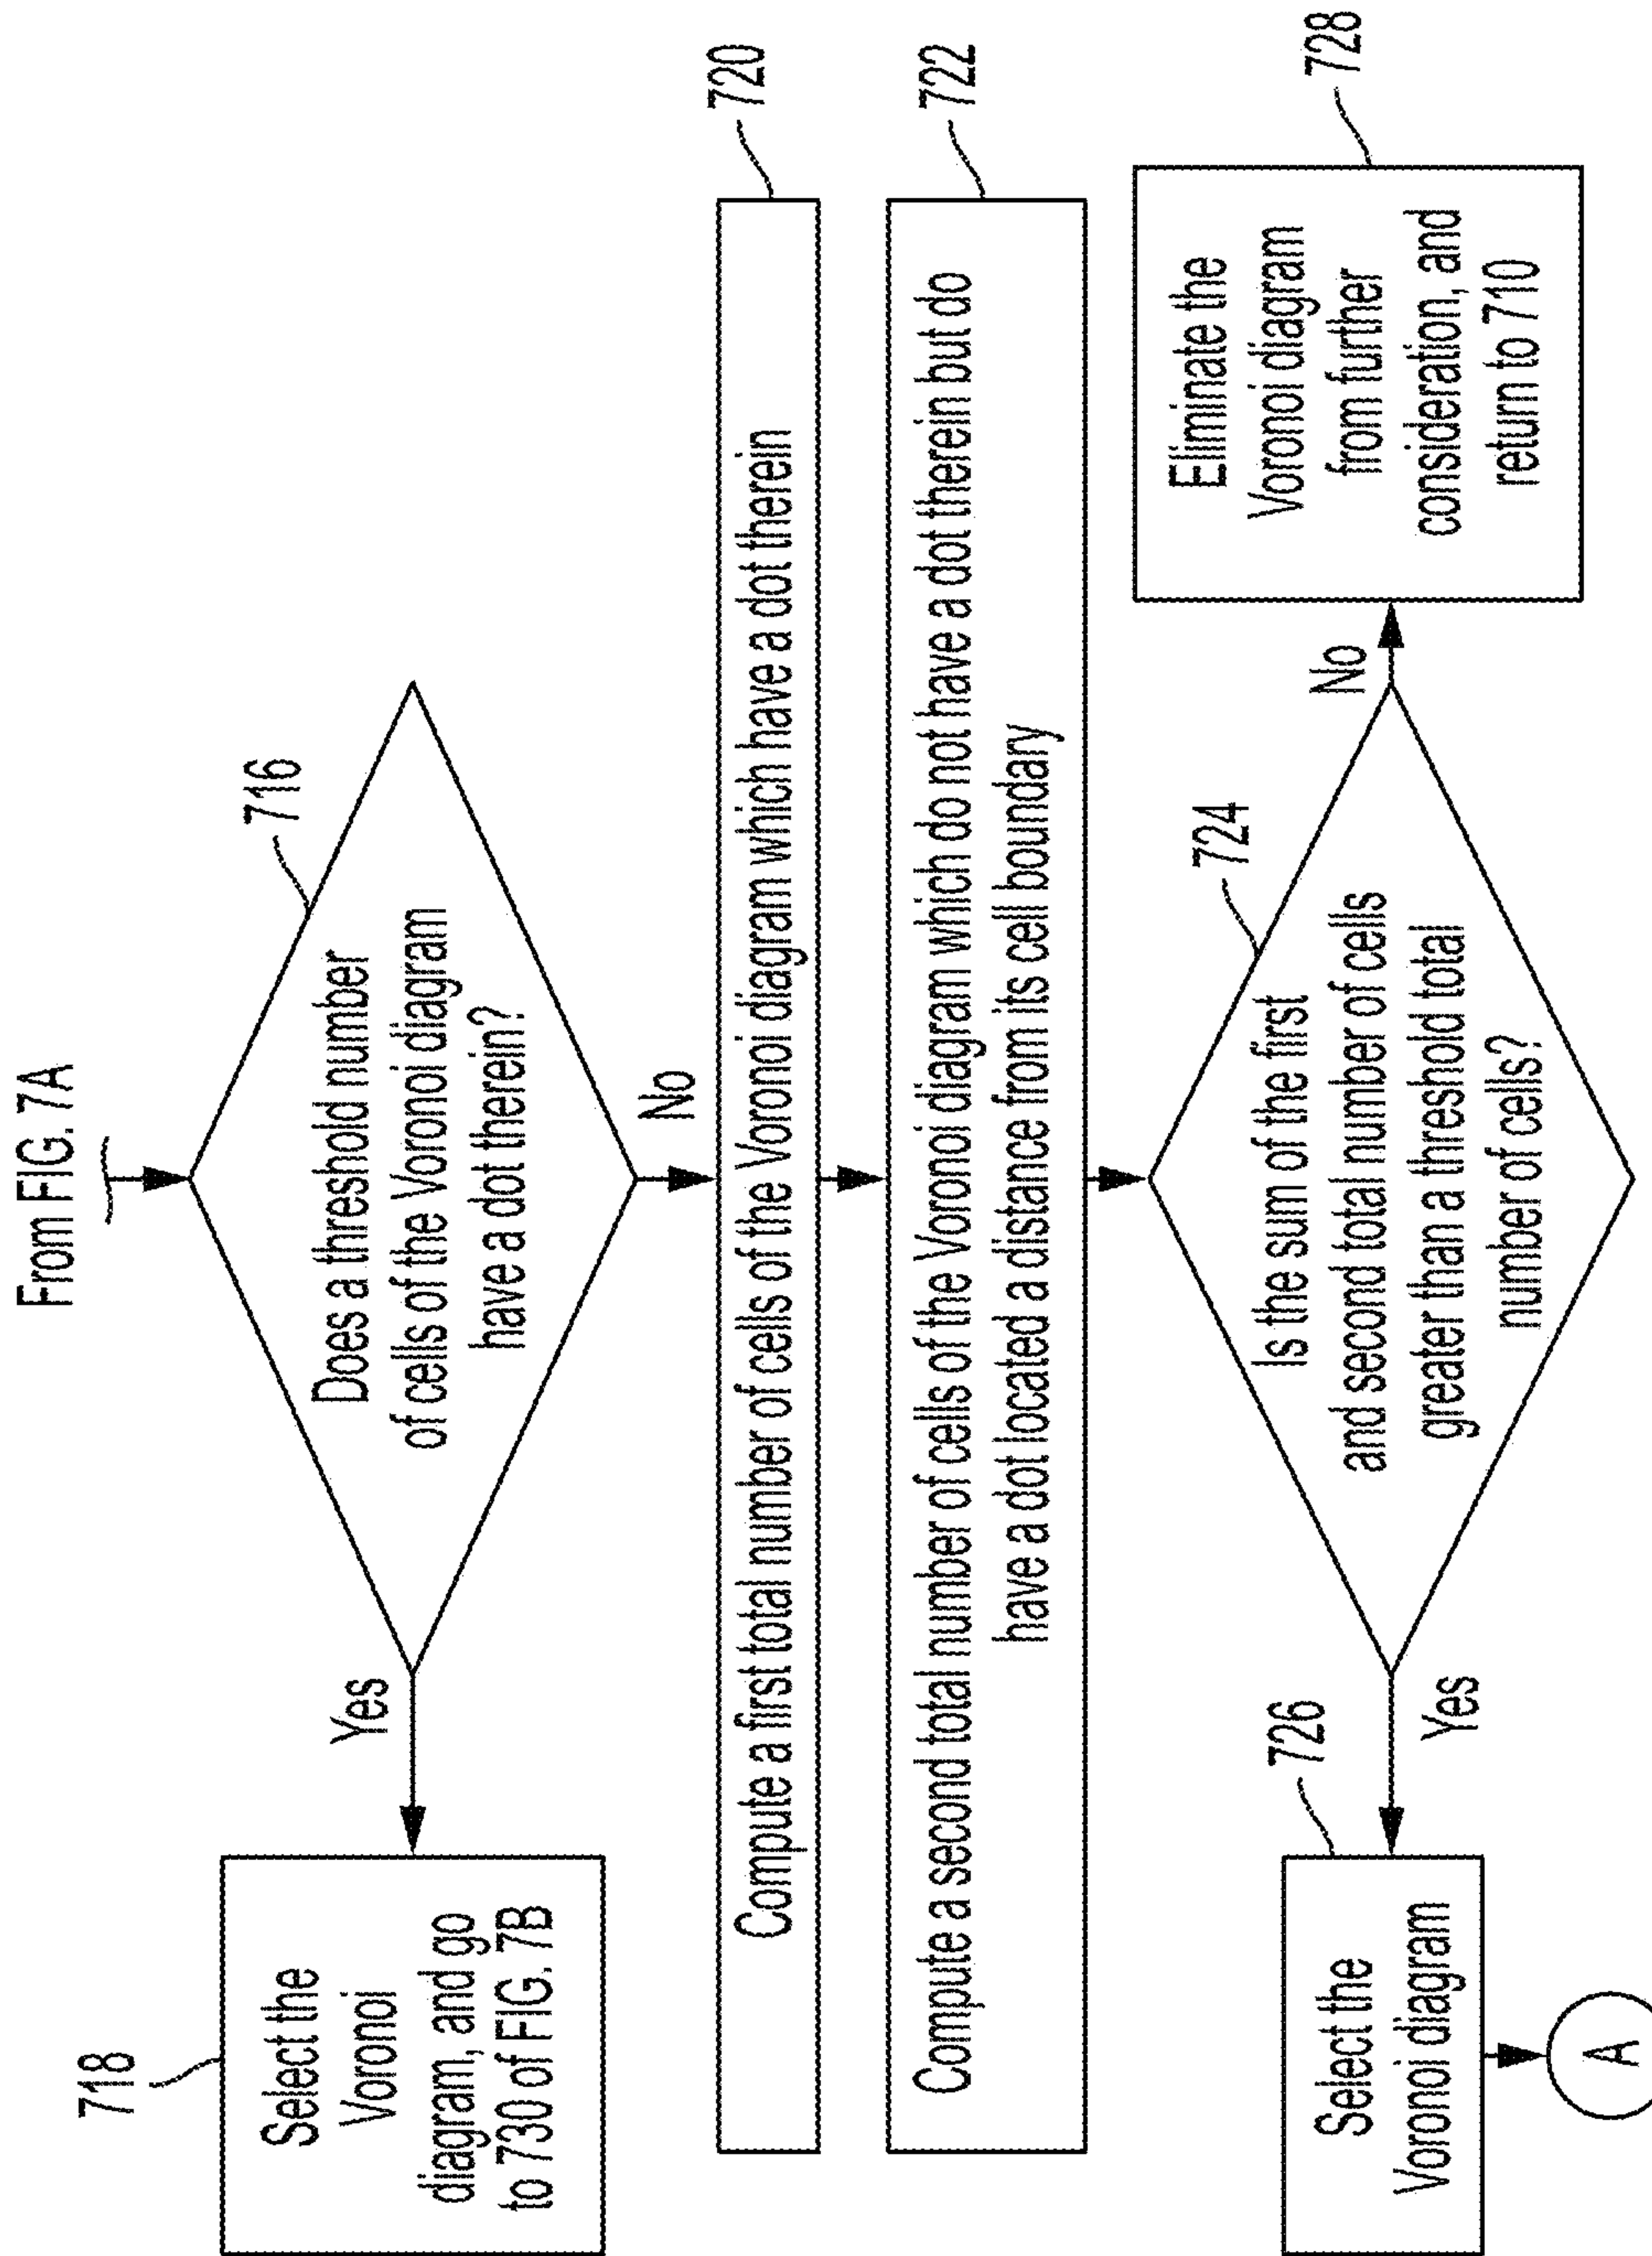 From FIG. 7A
716
Does a threshold number
of cells of the Voronoi diagram
have a dot therein?
Yes
No
718
Select the
Voronoi
diagram, and go
to 730 of FIG. 7B
720
Compute a first total number of cells of the Voronoi diagram which have a dot therein
722
Compute a second total number of cells of the Voronoi diagram which do not have a dot therein but do
have a dot located a distance from its cell boundary
724
Is the sum of the first
and second total number of cells
greater than a threshold total
number of cells?
Yes
No
726
Select the
Voronoi diagram
A
728
Eliminate the
Voronoi diagram
from further
consideration, and
return to 710